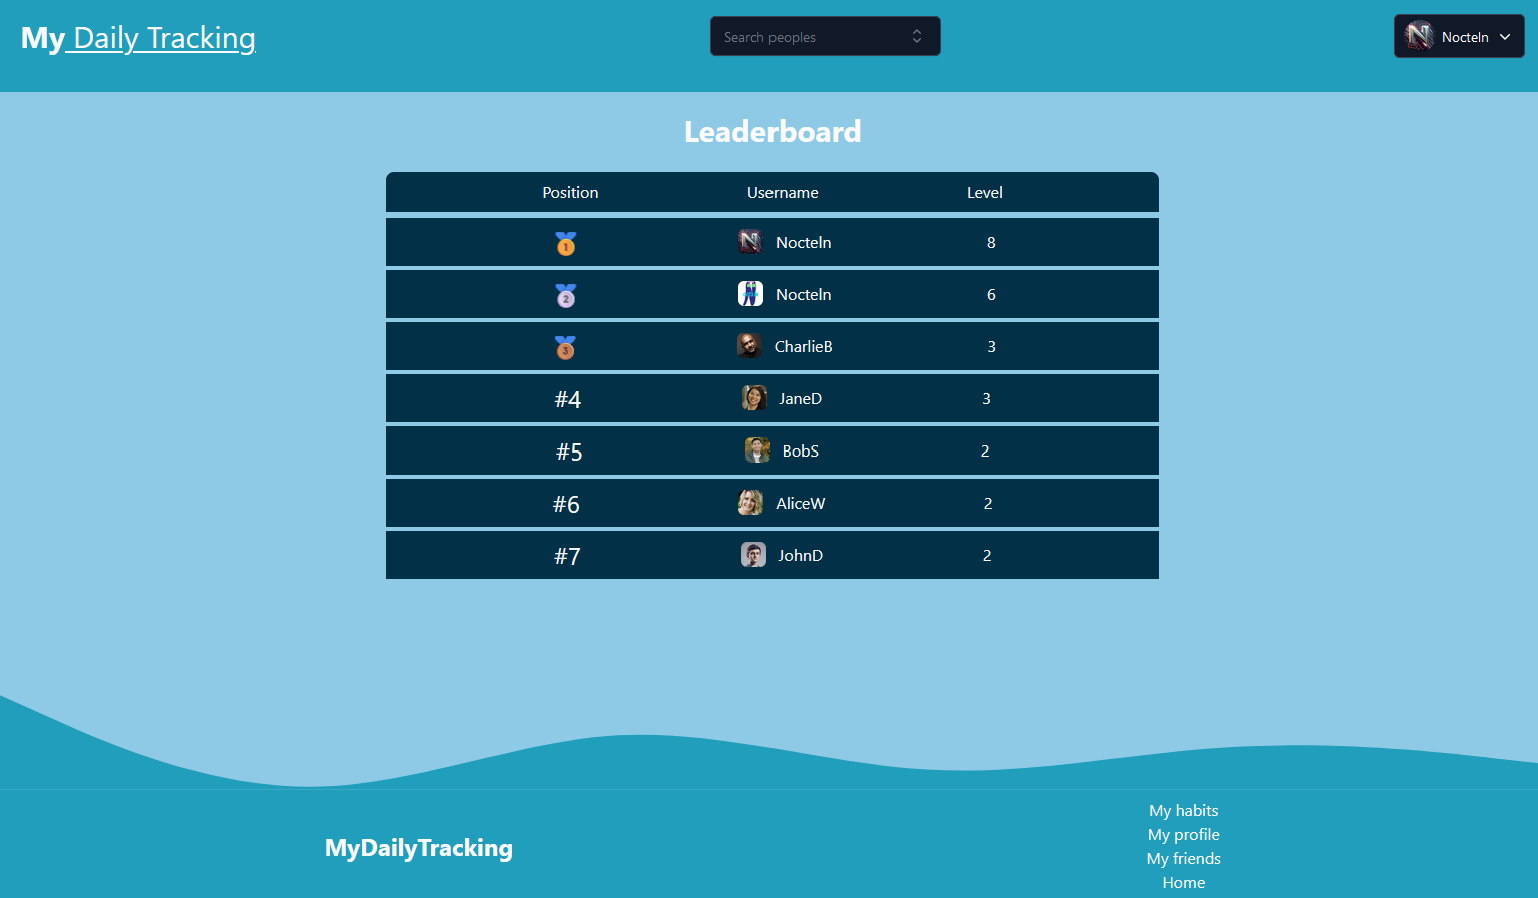 My Daily Tracking
Search peoples
Nocteln
Leaderboard
Position Username Level
1 Nocteln 8
2 Nocteln 6
3 CharlieB 3
#4 JaneD 3
#5 BobS 2
#6 AliceW 2
#7 JohnD 2
MyDailyTracking
My habits
My profile
My friends
Home